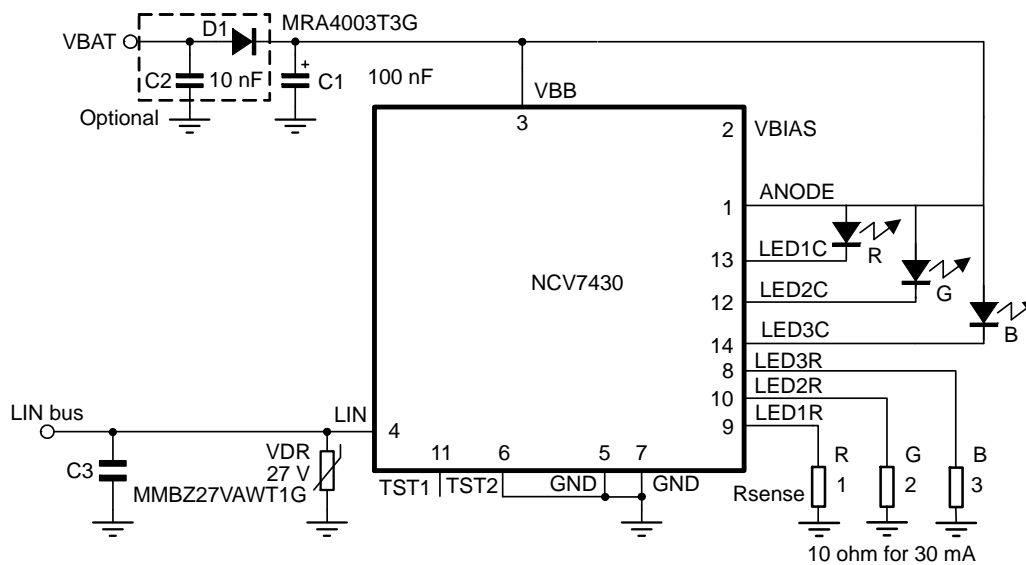 D1 MRA4003T3G
VBAT
C2 10 nF + C1 100 nF
Optional
VBB
3
2 VBIAS
ANODE
1
R
LED1C
13
NCV7430
G
LED2C
12
LED3C
B
14
LED3R
8
LED2R
10
LED1R
9
LIN bus
LIN
4
C3
VDR
27 V
MMBZ27VAWT1G
11 6 5 7
TST1 TST2 GND GND
R G B
Rsense 1 2 3
10 ohm for 30 mA